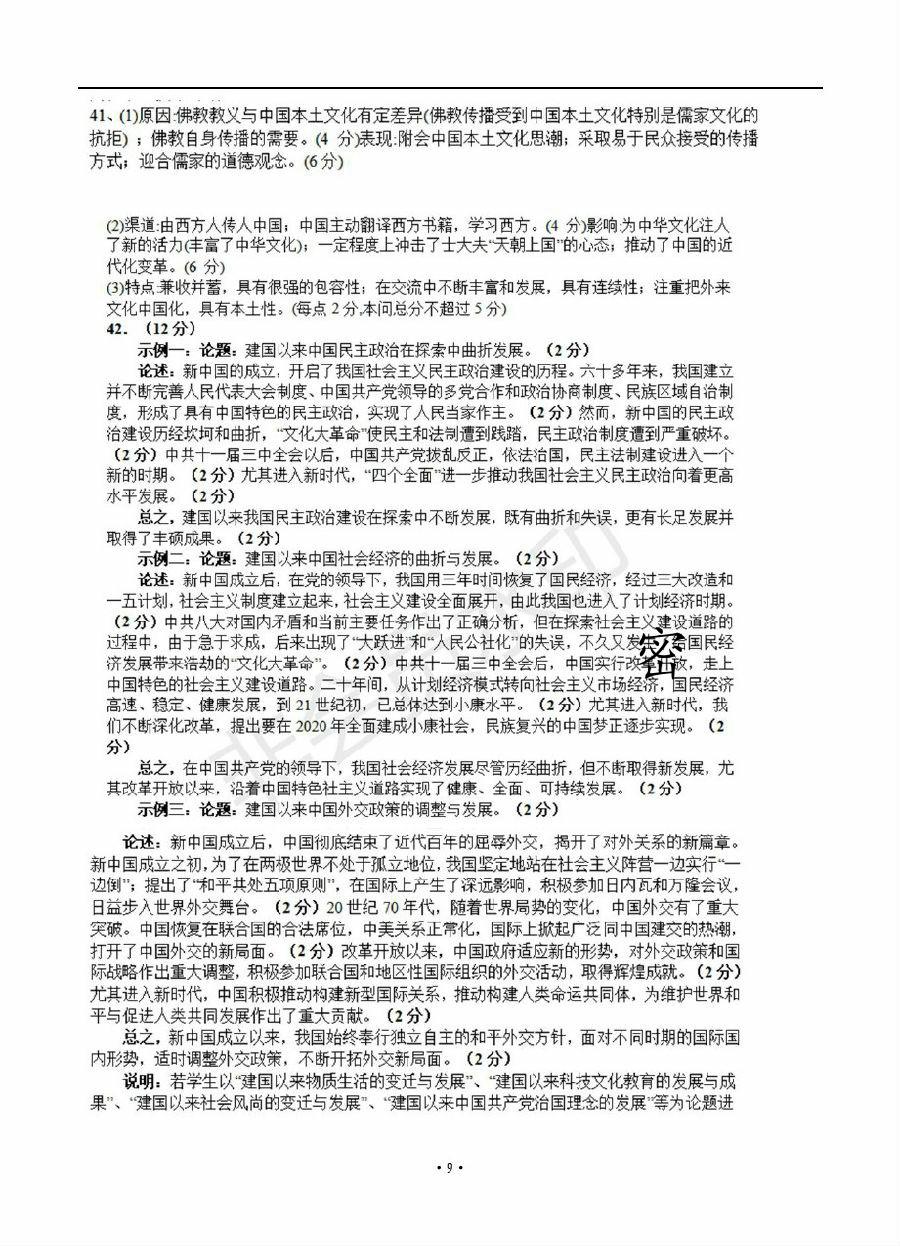 41、(1)原因:佛教教义与中国本土文化有定差异(佛教传播受到中国本土文化特别是儒家文化的
抗拒)；佛教自身传播的需要。(4 分)表现:附会中国本土文化思潮；采取易于民众接受的传播
方式；迎合儒家的道德观念。(6分)
(2)渠道:由西方人传人中国；中国主动翻译西方书籍，学习西方。(4 分)影响:为中华文化注人
了新的活力(丰富了中华文化)；一定程度上冲击了士大夫“天朝上国”的心态；推动了中国的近
代化变革。(6 分)
(3)特点:兼收并蓄，具有很强的包容性；在交流中不断丰富和发展，具有连续性；注重把外来
文化中国化，具有本土性。(每点 2 分,本问总分不超过 5 分)
42．（12 分）
示例一：论题：建国以来中国民主政治在探索中曲折发展。（2 分）
论述：新中国的成立，开启了我国社会主义民主政治建设的历程。六十多年来，我国建立
并不断完善人民代表大会制度、中国共产党领导的多党合作和政治协商制度、民族区域自治制
度，形成了具有中国特色的民主政治，实现了人民当家作主。（2 分）然而，新中国的民主政
治建设历经坎坷和曲折，“文化大革命”使民主和法制遭到践踏，民主政治制度遭到严重破坏。
（2 分）中共十一届三中全会以后，中国共产党拨乱反正，依法治国，民主法制建设进入一个
新的时期。（2 分）尤其进入新时代，“四个全面”进一步推动我国社会主义民主政治向着更高
水平发展。（2 分）
总之，建国以来我国民主政治建设在探索中不断发展，既有曲折和失误，更有长足发展并
取得了丰硕成果。（2 分）
示例二：论题：建国以来中国社会经济的曲折与发展。（2 分）
论述：新中国成立后，在党的领导下，我国用三年时间恢复了国民经济，经过三大改造和
一五计划，社会主义制度建立起来，社会主义建设全面展开，由此我国也进入了计划经济时期。
（2 分）中共八大对国内矛盾和当前主要任务作出了正确分析，但在探索社会主义建设道路的
过程中，由于急于求成，后来出现了“大跃进”和“人民公社化”的失误，不久又发生了给国民经
济发展带来浩劫的“文化大革命”。（2 分）中共十一届三中全会后，中国实行改革开放，走上
中国特色的社会主义建设道路。二十年间，从计划经济模式转向社会主义市场经济，国民经济
高速、稳定、健康发展，到 21 世纪初，已总体达到小康水平。（2 分）尤其进入新时代，我
们不断深化改革，提出要在 2020 年全面建成小康社会，民族复兴的中国梦正逐步实现。（2
分）
总之，在中国共产党的领导下，我国社会经济发展尽管历经曲折，但不断取得新发展，尤
其改革开放以来，沿着中国特色社主义道路实现了健康、全面、可持续发展。（2 分）
示例三：论题：建国以来中国外交政策的调整与发展。（2 分）
论述：新中国成立后，中国彻底结束了近代百年的屈辱外交，揭开了对外关系的新篇章。
新中国成立之初，为了在两极世界不处于孤立地位，我国坚定地站在社会主义阵营一边实行“一
边倒”；提出了“和平共处五项原则”，在国际上产生了深远影响，积极参加日内瓦和万隆会议，
日益步入世界外交舞台。（2 分）20 世纪 70 年代，随着世界局势的变化，中国外交有了重大
突破。中国恢复在联合国的合法席位，中美关系正常化，国际上掀起广泛同中国建交的热潮，
打开了中国外交的新局面。（2 分）改革开放以来，中国政府适应新的形势，对外交政策和国
际战略作出重大调整，积极参加联合国和地区性国际组织的外交活动，取得辉煌成就。（2 分）
尤其进入新时代，中国积极推动构建新型国际关系，推动构建人类命运共同体，为维护世界和
平与促进人类共同发展作出了重大贡献。（2 分）
总之，新中国成立以来，我国始终奉行独立自主的和平外交方针，面对不同时期的国际国
内形势，适时调整外交政策，不断开拓外交新局面。（2 分）
说明：若学生以“建国以来物质生活的变迁与发展”、“建国以来科技文化教育的发展与成
果”、“建国以来社会风尚的变迁与发展”、“建国以来中国共产党治国理念的发展”等为论题进
密
·9·